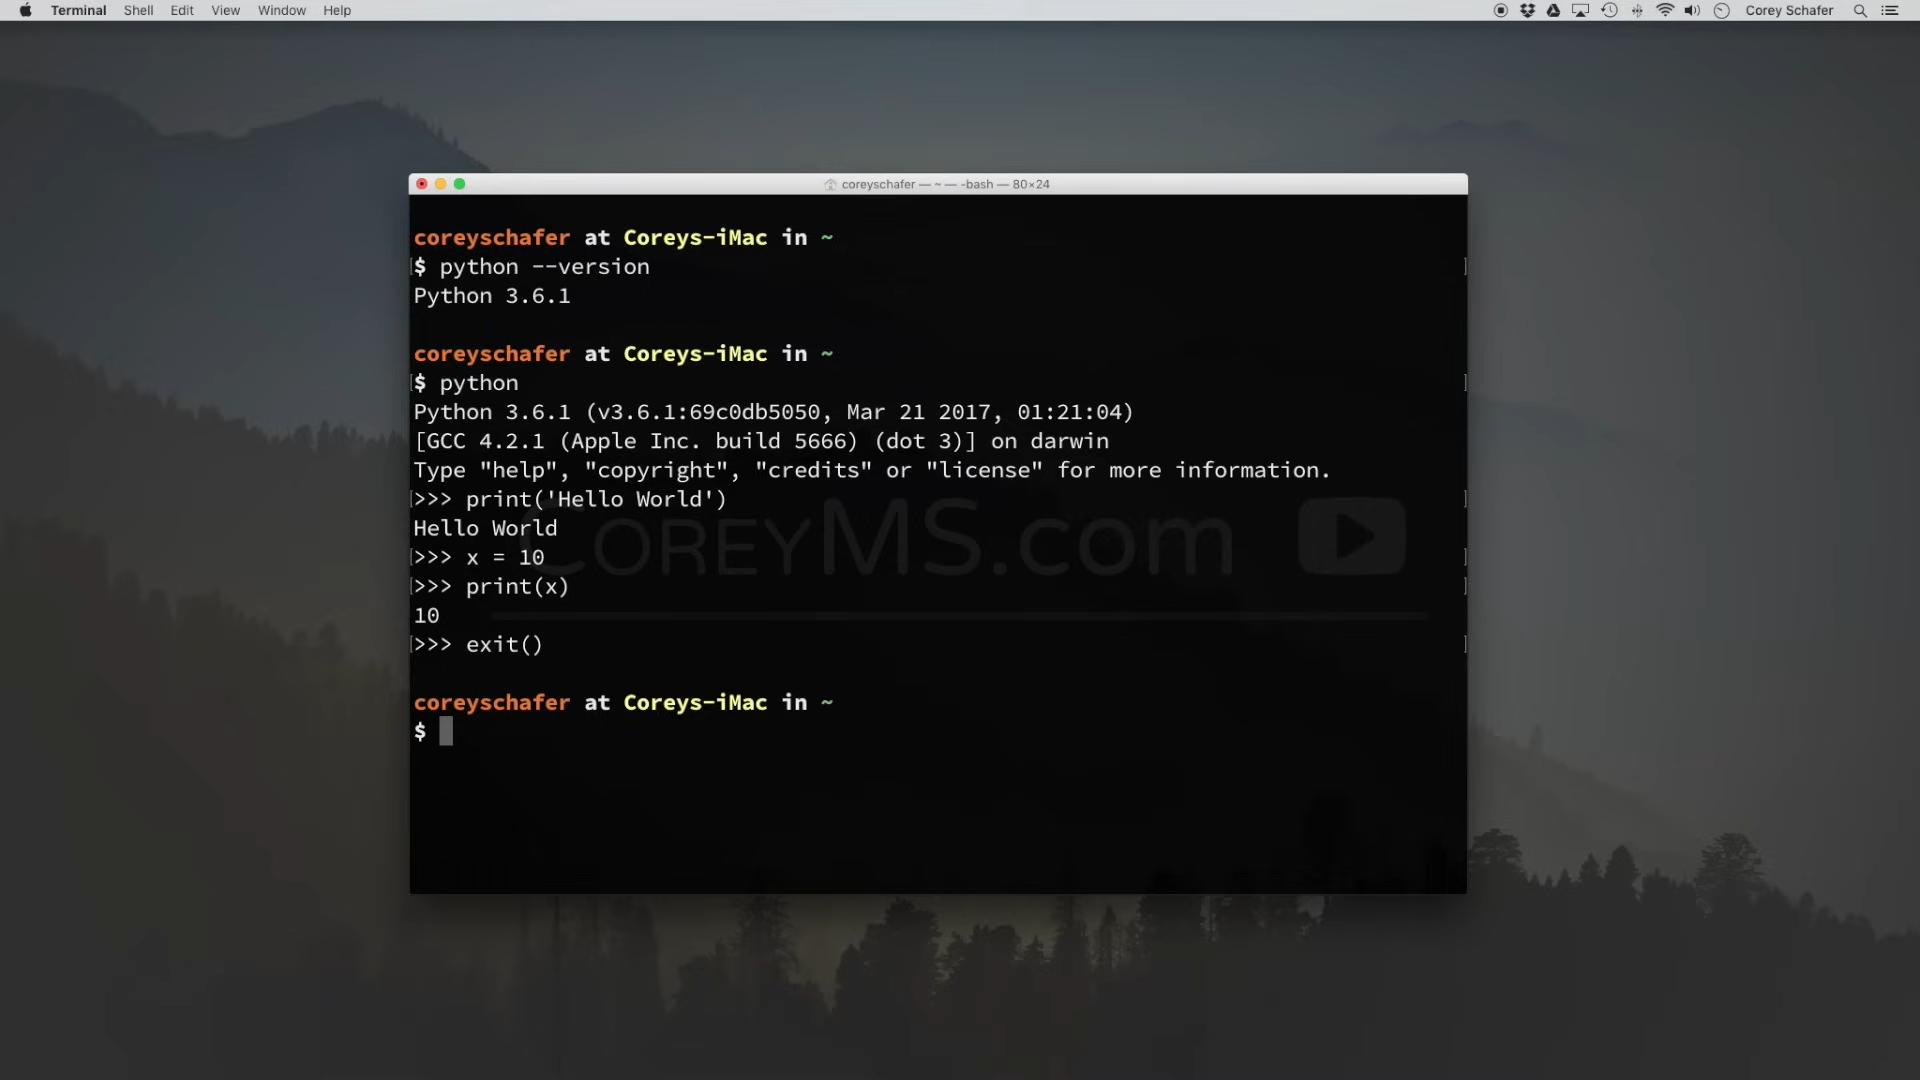 Terminal Shell Edit View Window Help Corey Schafer
coreyschafer — ~ — -bash — 80×24
coreyschafer at Coreys-iMac in ~
$ python --version
Python 3.6.1
coreyschafer at Coreys-iMac in ~
$ python
Python 3.6.1 (v3.6.1:69c0db5050, Mar 21 2017, 01:21:04)
[GCC 4.2.1 (Apple Inc. build 5666) (dot 3)] on darwin
Type "help", "copyright", "credits" or "license" for more information.
>>> print('Hello World')
Hello World
CoreyMS.com
>>> x = 10
>>> print(x)
10
>>> exit()
coreyschafer at Coreys-iMac in ~
$